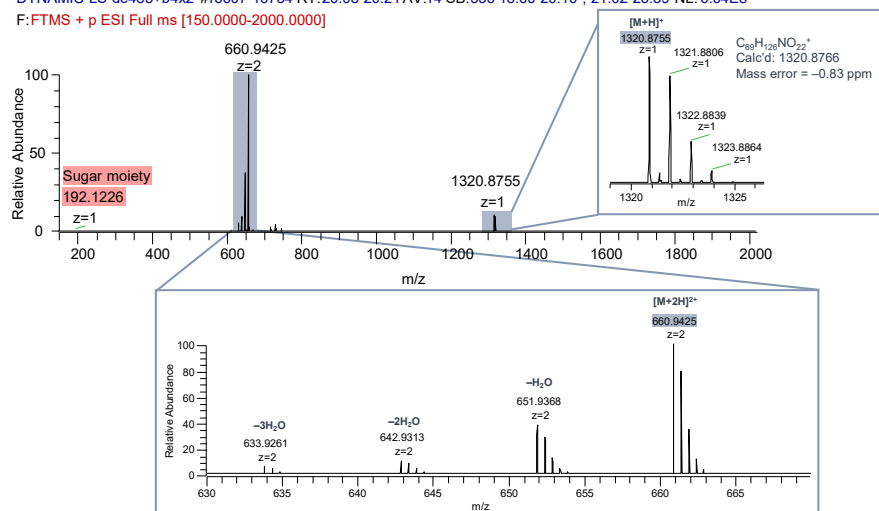 F:FTMS + p ESI Full ms [150.0000-2000.0000]
[M+H]⁺
1320.8755
z=1
1321.8806
z=1
1322.8839
z=1
1323.8864
z=1
C₆₉H₁₂₆NO₂₂⁺
Calc'd: 1320.8766
Mass error = –0.83 ppm
1320
1325
m/z
660.9425
z=2
100
50
0
Relative Abundance
Sugar moiety
192.1226
z=1
1320.8755
z=1
200
400
600
800
1000
1200
1400
1600
1800
2000
m/z
[M+2H]²⁺
660.9425
z=2
–H₂O
651.9368
z=2
–2H₂O
642.9313
z=2
–3H₂O
633.9261
z=2
100
80
60
40
20
0
Relative Abundance
630
635
640
645
650
655
660
665
m/z